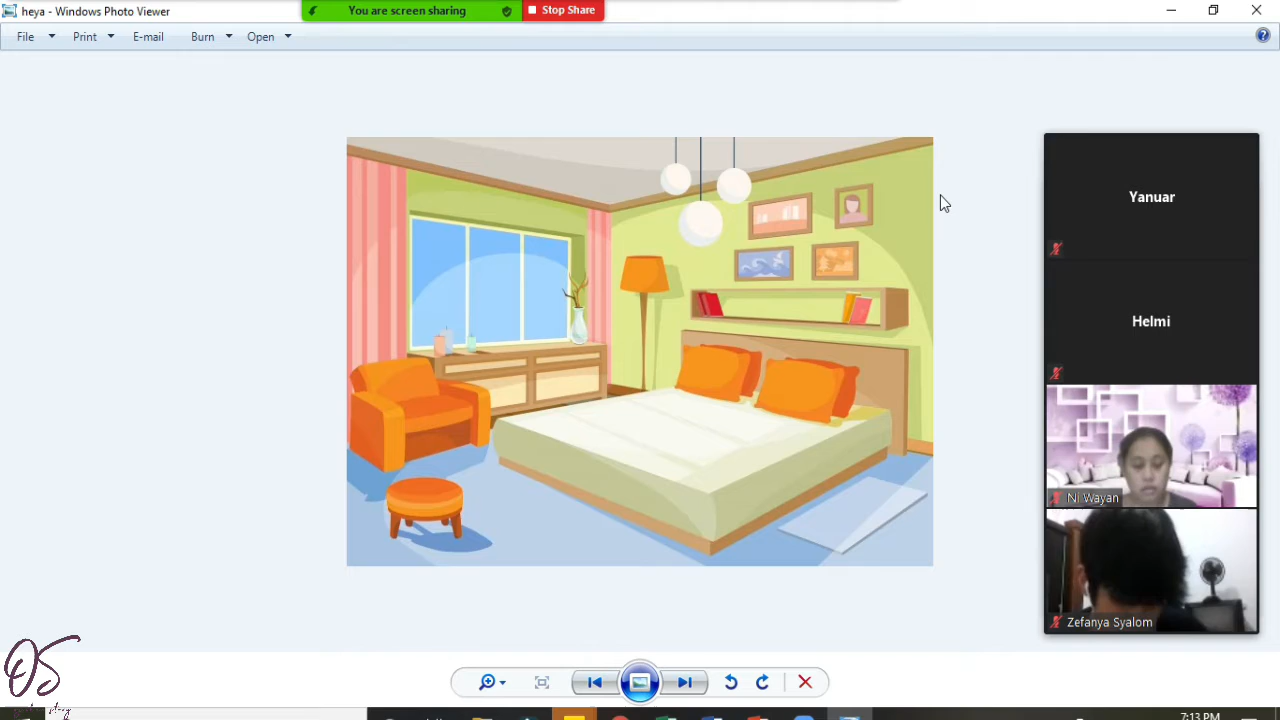 heya - Windows Photo Viewer
You are screen sharing
Stop Share
File
Print
E-mail
Burn
Open
Yanuar
Helmi
Ni Wayan
Zefanya Syalom
OS
7:13 PM